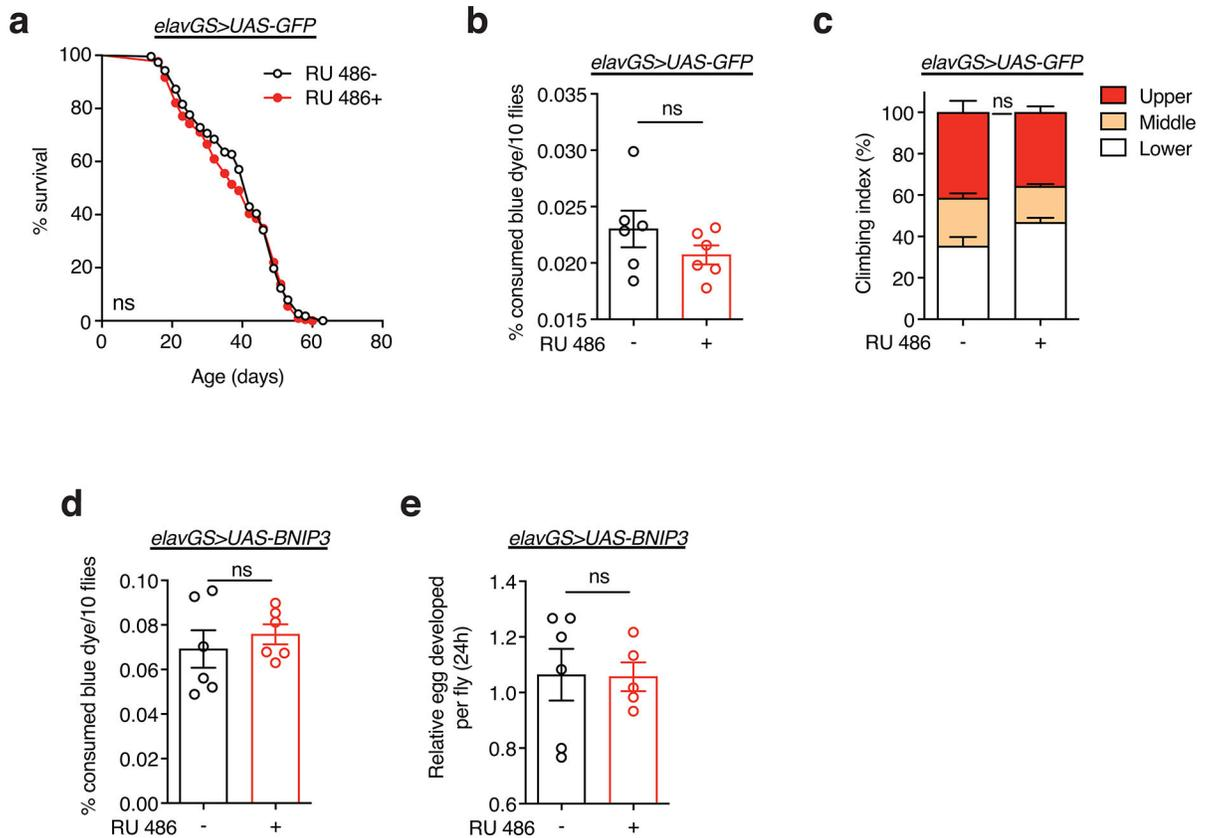 a
elavGS>UAS-GFP
RU 486-
RU 486+
% survival
100
80
60
40
20
0
ns
0 20 40 60 80
Age (days)
b
elavGS>UAS-GFP
% consumed blue dye/10 flies
0.035
0.030
0.025
0.020
0.015
ns
RU 486 - +
c
elavGS>UAS-GFP
Climbing index (%)
100
80
60
40
20
0
ns
Upper
Middle
Lower
RU 486 - +
d
elavGS>UAS-BNIP3
% consumed blue dye/10 flies
0.10
0.08
0.06
0.04
0.02
0.00
ns
RU 486 - +
e
elavGS>UAS-BNIP3
Relative egg developed
per fly (24h)
1.4
1.2
1.0
0.8
0.6
ns
RU 486 - +